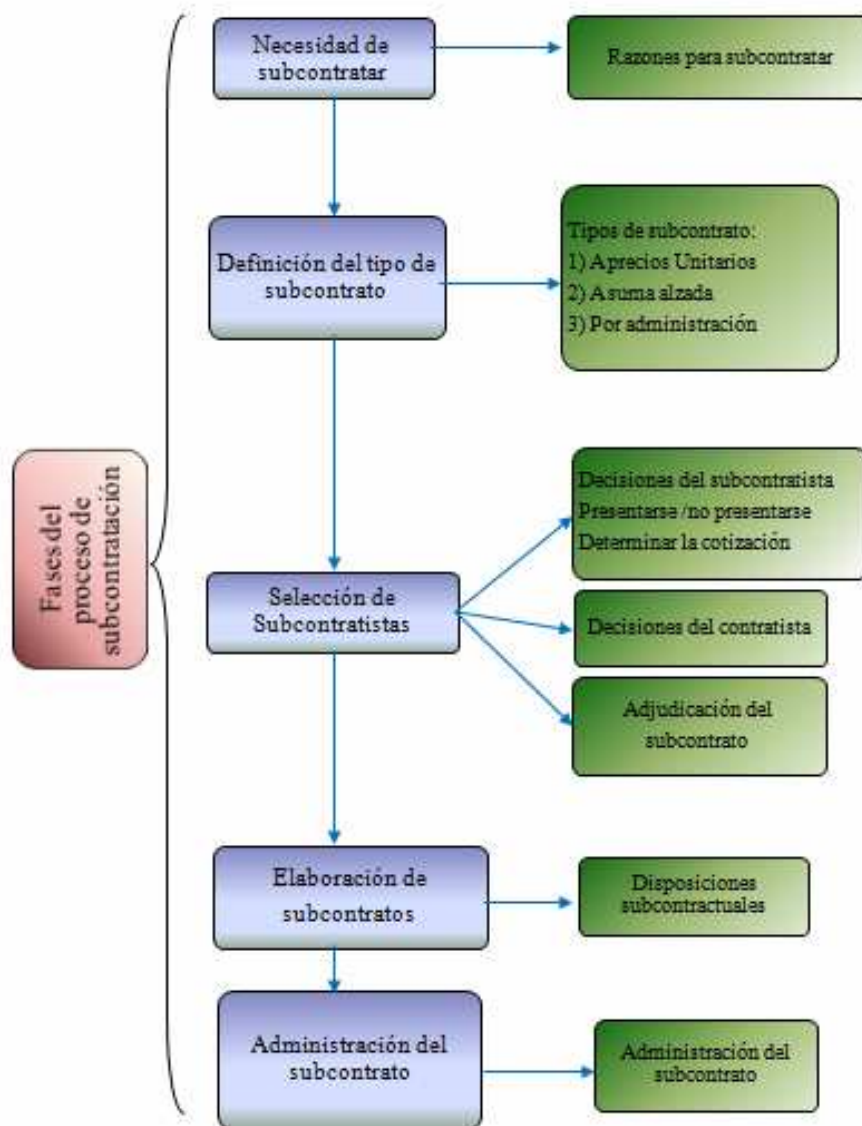 Fases del
proceso de
subcontratación
Necesidad de
subcontratar
Razones para subcontratar
Definición del tipo de
subcontrato
Tipos de subcontrato:
1) Aprecios Unitarios
2) Asuma alzada
3) Por administración
Selección de
Subcontratistas
Decisiones del subcontratista
Presentarse /no presentarse
Determinar la cotización
Decisiones del contratista
Adjudicación del
subcontrato
Elaboración de
subcontratos
Disposiciones
subcontractuales
Administración del
subcontrato
Administración del
subcontrato